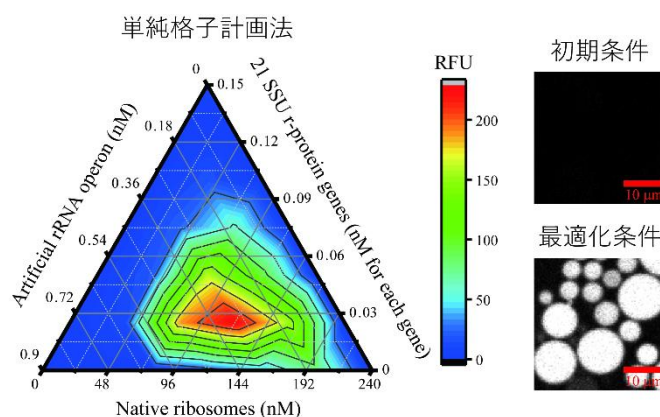 単純格子計画法
初期条件
RFU
200
150
100
50
0
10 μm
最適化条件
10 μm
Artificial rRNA operon (nM)
0
0.18
0.36
0.54
0.72
0.9
21 SSU r-protein genes (nM for each gene)
0.15
0.12
0.09
0.06
0.03
0
0
48
96
144
192
240
Native ribosomes (nM)